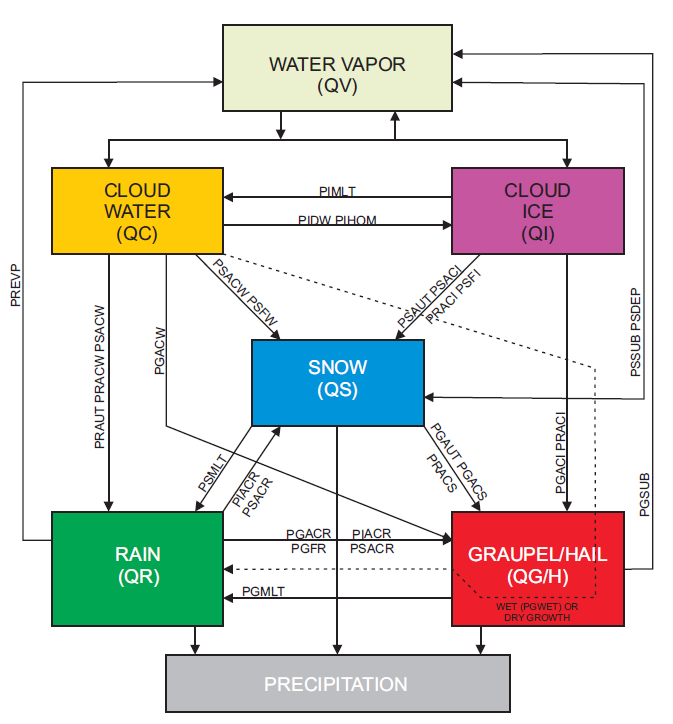 WATER VAPOR
(QV)
CLOUD
WATER
(QC)
PIMLT
PIDW PIHOM
CLOUD
ICE
(QI)
PREVP
PRAUT PRACW PSACW
PGACW
PSACW PSFW
PSAUT PSACI
PRACI PSFI
PSSUB PSDEP
PGSUB
SNOW
(QS)
PGACI PRACI
PSMLT
PIACR
PSACR
PGAUT PGACS
PRACS
RAIN
(QR)
PGACR
PGFR
PIACR
PSACR
PGMLT
GRAUPEL/HAIL
(QG/H)
WET (PGWET) OR
DRY GROWTH
PRECIPITATION